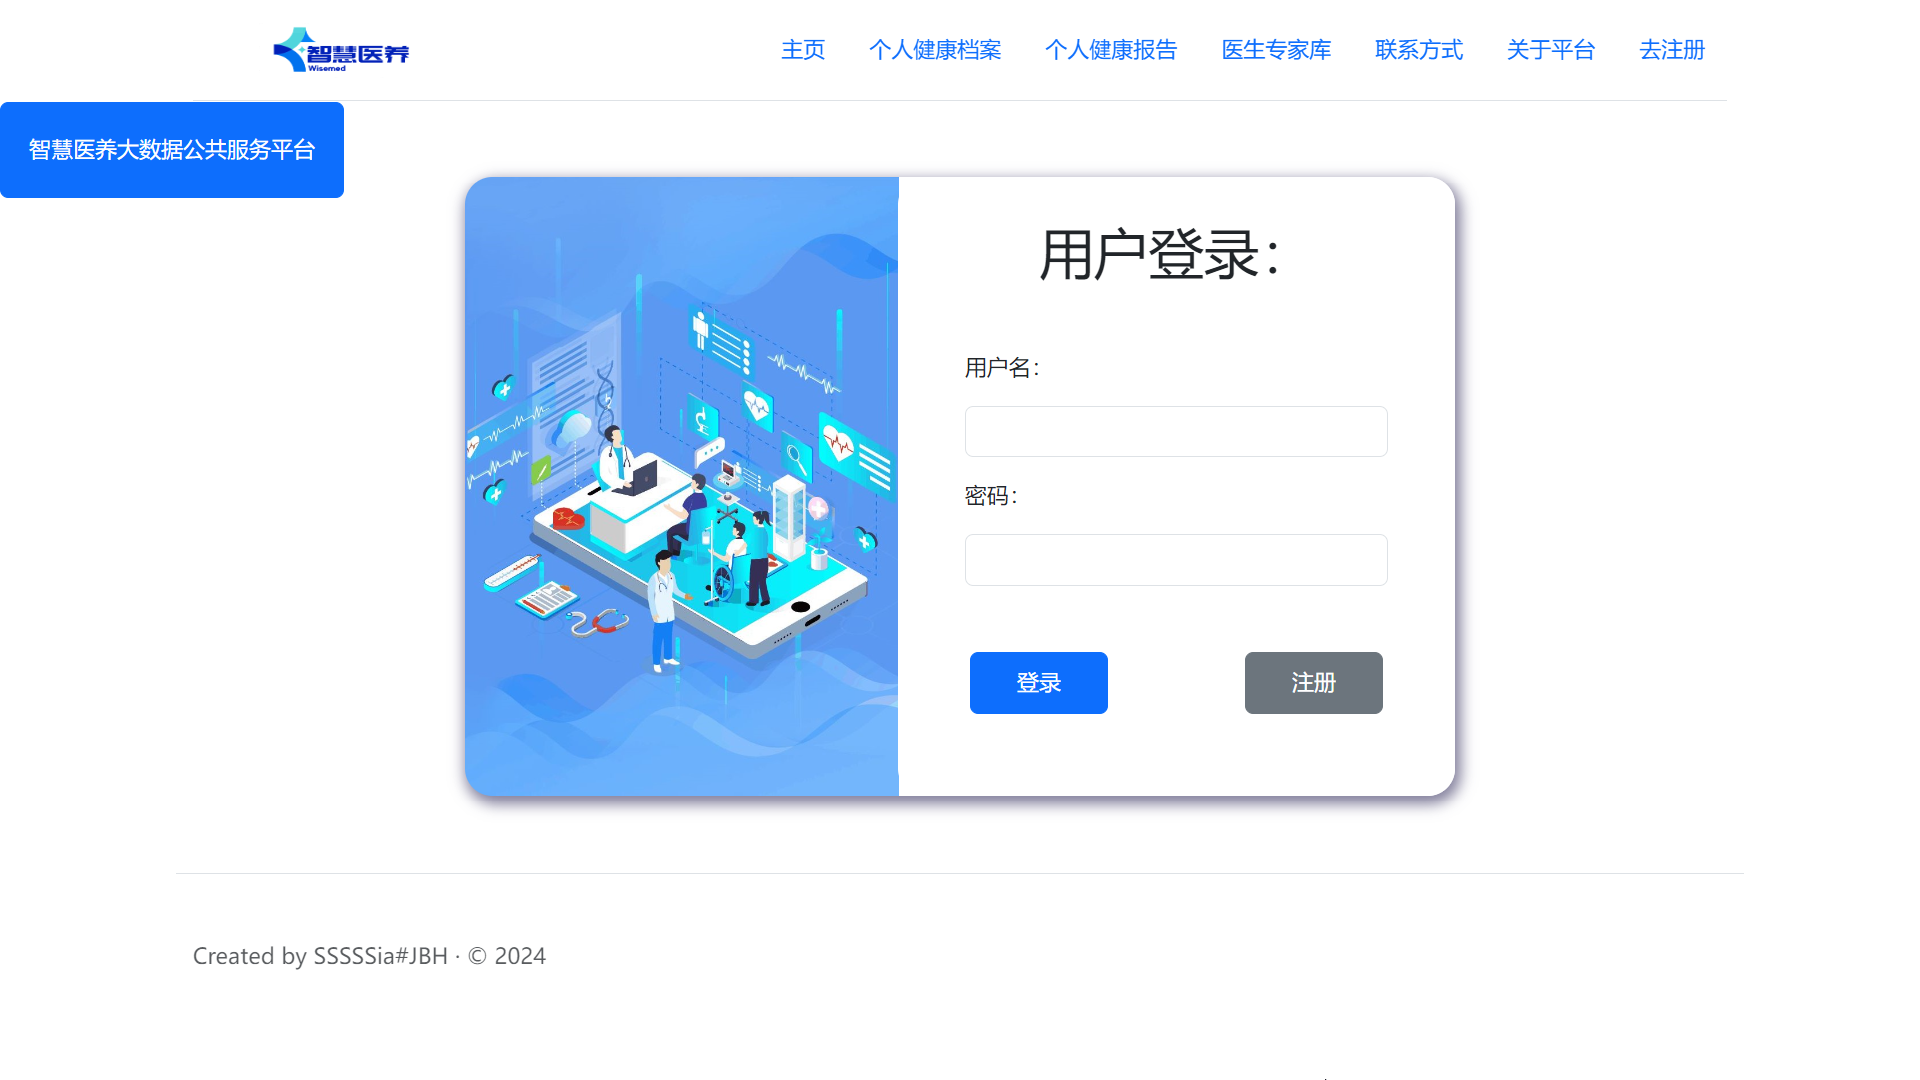 智慧医养
Wisemed
主页 个人健康档案 个人健康报告 医生专家库 联系方式 关于平台 去注册
智慧医养大数据公共服务平台
用户登录：
用户名：
密码：
登录 注册
Created by SSSSSia#JBH · © 2024